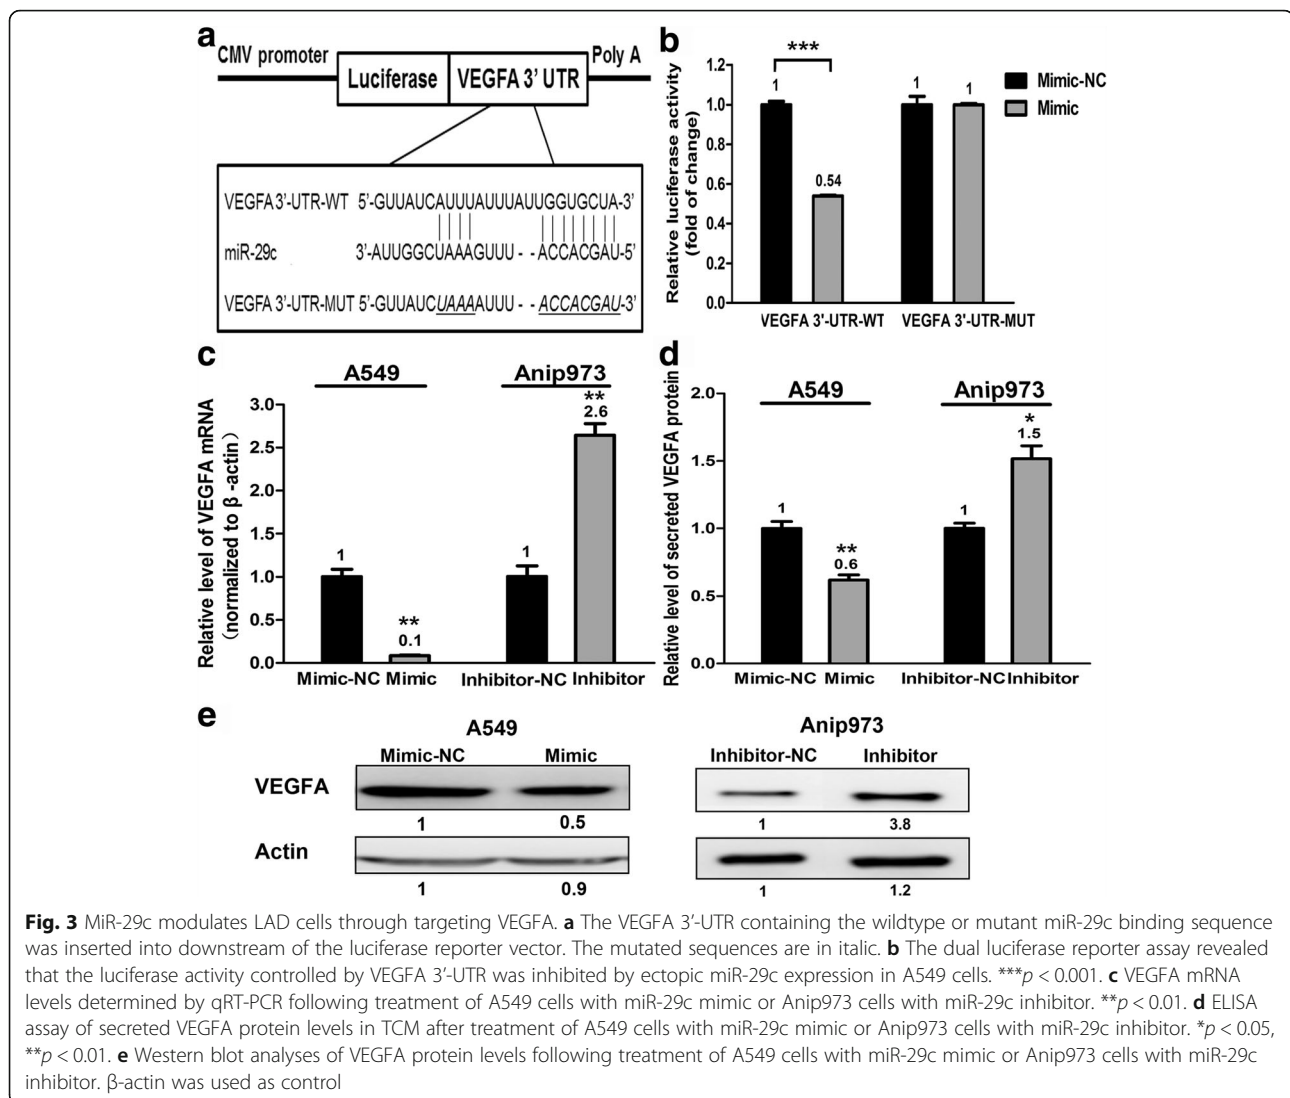 a
CMV promoter
Poly A
Luciferase
VEGFA 3' UTR
VEGFA 3'-UTR-WT 5'-GUUAUCAUUUAUUUAUUGGUGCUA-3'
miR-29c 3'-AUUGGCUAAAGUUU - - ACCACGAU-5'
VEGFA 3'-UTR-MUT 5'GUUAUCUAAAAUUU - - ACCACGAU-3'
b
Relative luciferase activity
(fold of change)
1.2
1.0
0.8
0.6
0.4
0.2
0.0
***
1
0.54
1
1
VEGFA 3'-UTR-WT
VEGFA 3'-UTR-MUT
Mimic-NC
Mimic
c
A549
Anip973
Relative level of VEGFA mRNA
(normalized to β -actin)
3.0
2.5
2.0
1.5
1.0
0.5
0.0
1
**
0.1
1
**
2.6
Mimic-NC Mimic
Inhibitor-NC Inhibitor
d
A549
Anip973
Relative level of secreted VEGFA protein
2.0
1.5
1.0
0.5
0.0
1
**
0.6
1
*
1.5
Mimic-NC Mimic
Inhibitor-NC Inhibitor
e
A549
Anip973
Mimic-NC Mimic
Inhibitor-NC Inhibitor
VEGFA
1 0.5
1 3.8
Actin
1 0.9
1 1.2
Fig. 3 MiR-29c modulates LAD cells through targeting VEGFA. a The VEGFA 3′-UTR containing the wildtype or mutant miR-29c binding sequence
was inserted into downstream of the luciferase reporter vector. The mutated sequences are in italic. b The dual luciferase reporter assay revealed
that the luciferase activity controlled by VEGFA 3′-UTR was inhibited by ectopic miR-29c expression in A549 cells. ***p < 0.001. c VEGFA mRNA
levels determined by qRT-PCR following treatment of A549 cells with miR-29c mimic or Anip973 cells with miR-29c inhibitor. **p < 0.01. d ELISA
assay of secreted VEGFA protein levels in TCM after treatment of A549 cells with miR-29c mimic or Anip973 cells with miR-29c inhibitor. *p < 0.05,
**p < 0.01. e Western blot analyses of VEGFA protein levels following treatment of A549 cells with miR-29c mimic or Anip973 cells with miR-29c
inhibitor. β-actin was used as control